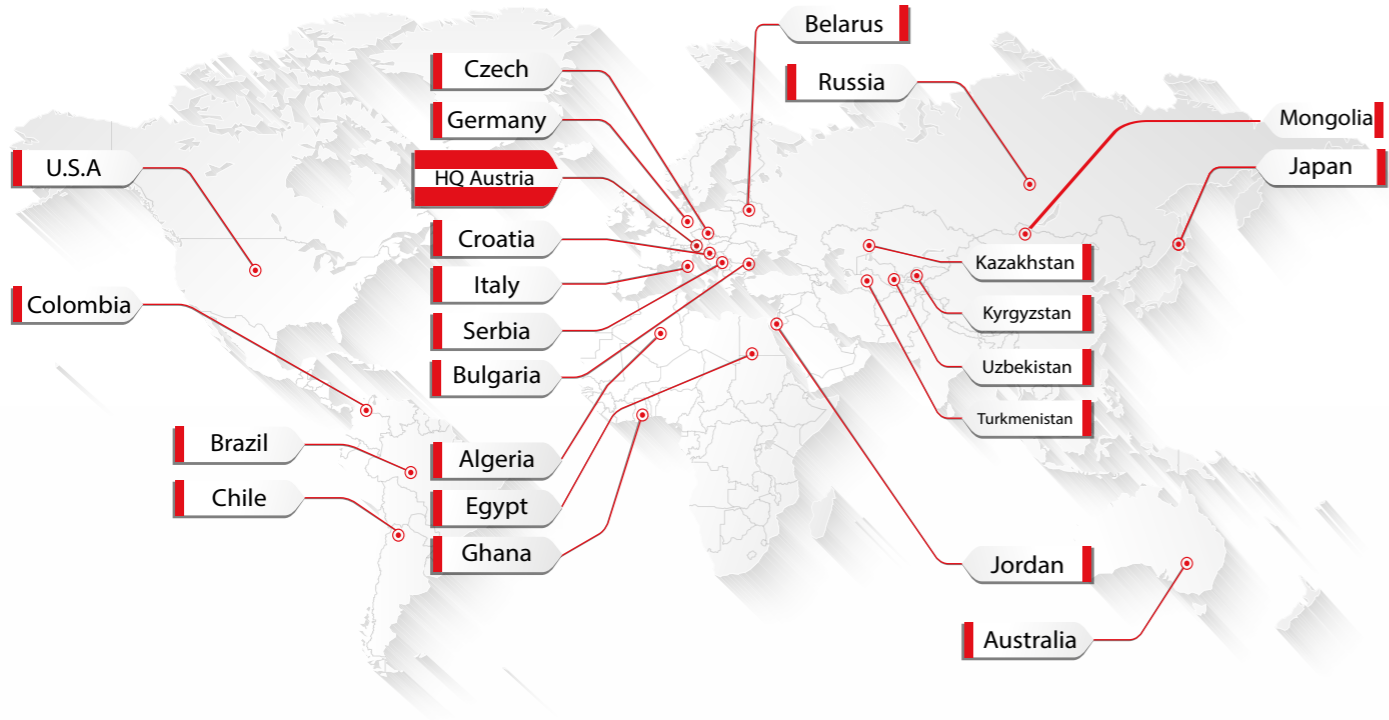 Belarus
Czech
Russia
Germany
Mongolia
U.S.A
HQ Austria
Japan
Croatia
Kazakhstan
Italy
Colombia
Kyrgyzstan
Serbia
Uzbekistan
Bulgaria
Turkmenistan
Brazil
Algeria
Chile
Egypt
Ghana
Jordan
Australia